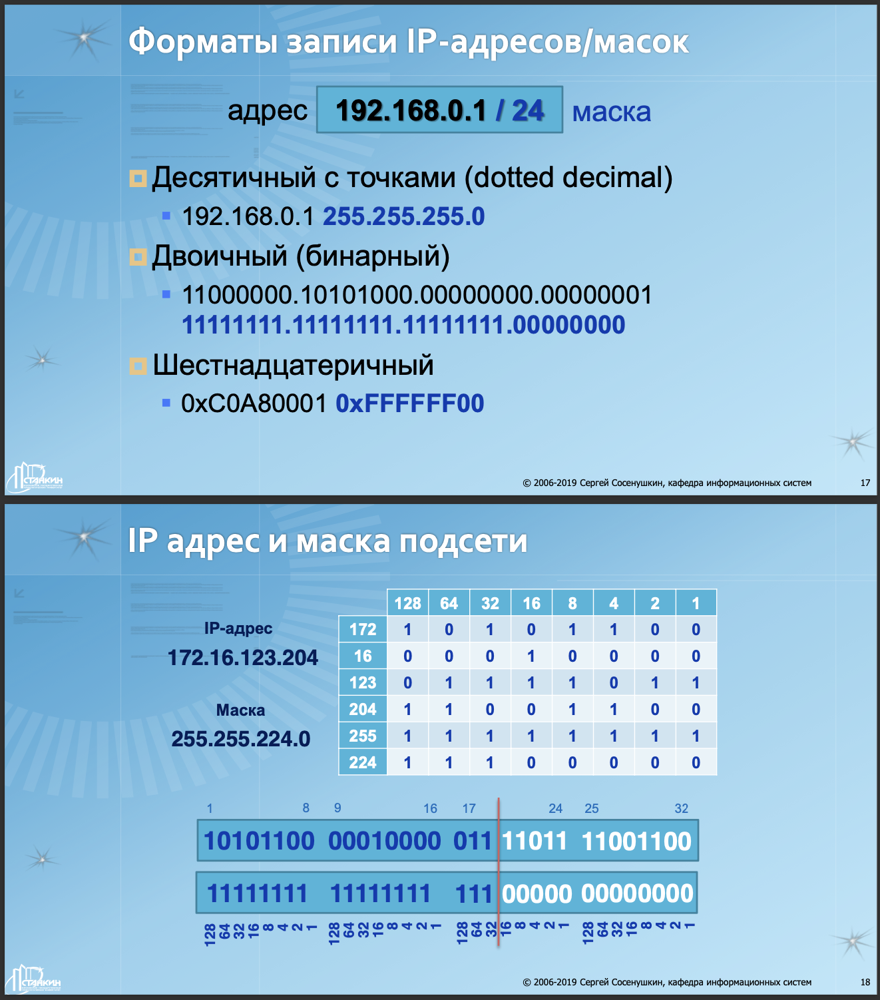 Форматы записи IP-адресов/масок
адрес 192.168.0.1 / 24 маска
Десятичный с точками (dotted decimal)
192.168.0.1 255.255.255.0
Двоичный (бинарный)
11000000.10101000.00000000.00000001
11111111.11111111.11111111.00000000
Шестнадцатеричный
0xC0A80001 0xFFFFFF00
СТАНКИН
© 2006-2019 Сергей Сосенушкин, кафедра информационных систем 17
IP адрес и маска подсети
IP-адрес
172.16.123.204
Маска
255.255.224.0
128 64 32 16 8 4 2 1
172 1 0 1 0 1 1 0 0
16 0 0 0 1 0 0 0 0
123 0 1 1 1 1 0 1 1
204 1 1 0 0 1 1 0 0
255 1 1 1 1 1 1 1 1
224 1 1 1 0 0 0 0 0
1 8 9 16 17 24 25 32
10101100 00010000 011 11011 11001100
11111111 11111111 111 00000 00000000
128 64 32 16 8 4 2 1 128 64 32 16 8 4 2 1 128 64 32 16 8 4 2 1 128 64 32 16 8 4 2 1
СТАНКИН
© 2006-2019 Сергей Сосенушкин, кафедра информационных систем 18